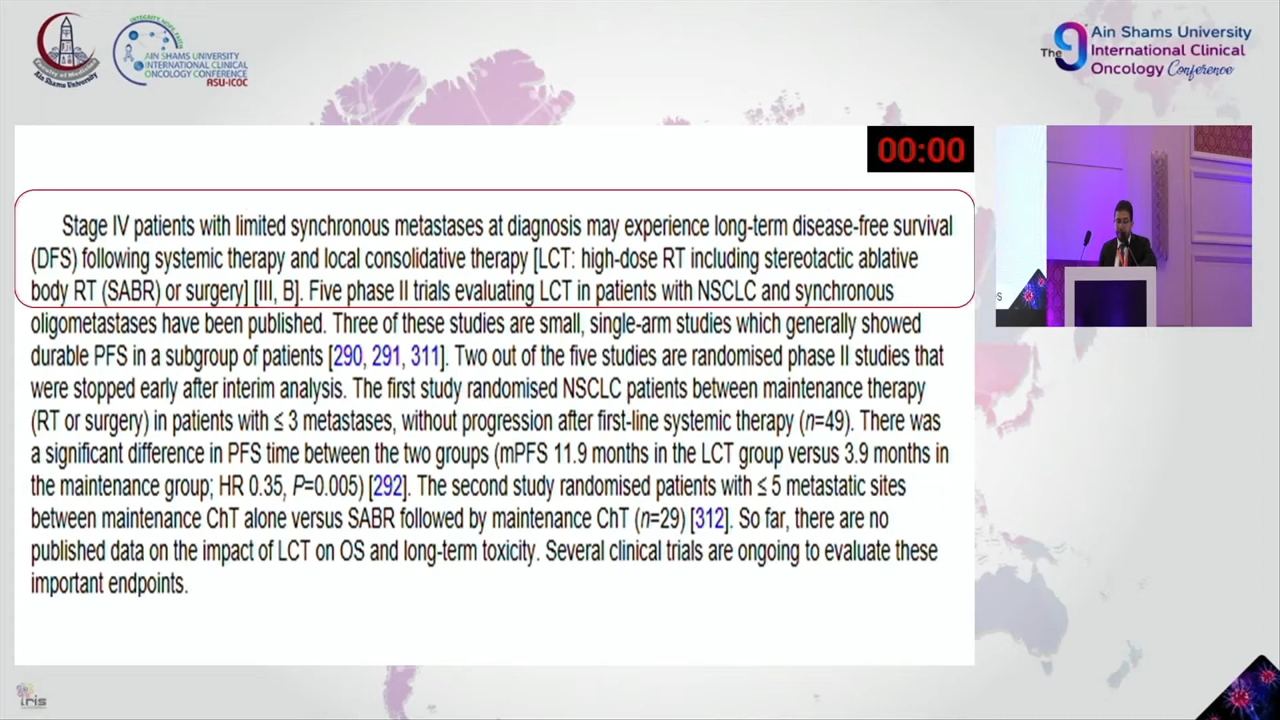 Faculty of Medicine
Ain Shams University
INTEGRITY, HOPE, FAITH
AIN SHAMS UNIVERSITY
INTERNATIONAL CLINICAL
ONCOLOGY CONFERENCE
ASU-ICOC
The 9th Ain Shams University
International Clinical
Oncology Conference
00:00
Stage IV patients with limited synchronous metastases at diagnosis may experience long-term disease-free survival
(DFS) following systemic therapy and local consolidative therapy [LCT: high-dose RT including stereotactic ablative
body RT (SABR) or surgery] [III, B]. Five phase II trials evaluating LCT in patients with NSCLC and synchronous
oligometastases have been published. Three of these studies are small, single-arm studies which generally showed
durable PFS in a subgroup of patients [290, 291, 311]. Two out of the five studies are randomised phase II studies that
were stopped early after interim analysis. The first study randomised NSCLC patients between maintenance therapy
(RT or surgery) in patients with ≤ 3 metastases, without progression after first-line systemic therapy (n=49). There was
a significant difference in PFS time between the two groups (mPFS 11.9 months in the LCT group versus 3.9 months in
the maintenance group; HR 0.35, P=0.005) [292]. The second study randomised patients with ≤ 5 metastatic sites
between maintenance ChT alone versus SABR followed by maintenance ChT (n=29) [312]. So far, there are no
published data on the impact of LCT on OS and long-term toxicity. Several clinical trials are ongoing to evaluate these
important endpoints.
iris